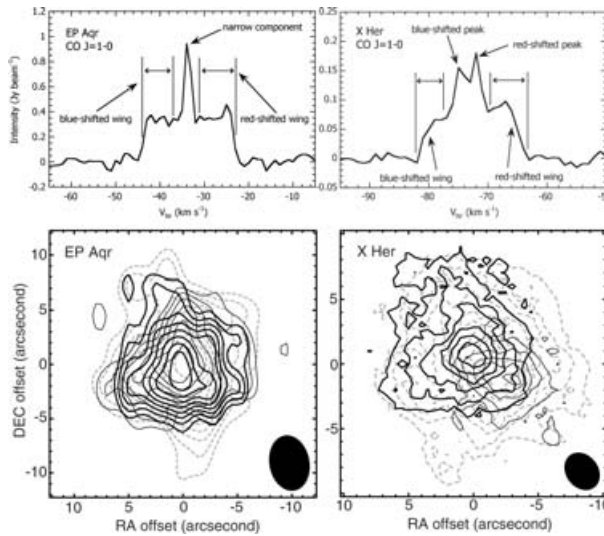 EP Aqr
CO J=1-0
narrow component
blue-shifted wing
red-shifted wing
Intensity (Jy beam⁻¹)
1.2
1
0.8
0.6
0.4
0.2
0
-0.2
-60 -50 -40 -30 -20 -10
(km s⁻¹)
X Her
CO J=1-0
blue-shifted peak
red-shifted peak
blue-shifted wing
red-shifted wing
0.25
0.20
0.15
0.10
0.05
0
0.05
-90 -80 -70 -60
(km s⁻¹)
EP Aqr
DEC offset (arcsecond)
10
5
0
-5
-10
10 5 0 -5 -10
RA offset (arcsecond)
X Her
5
0
-5
10 5 0 -5 -10
RA offset (arcsecond)